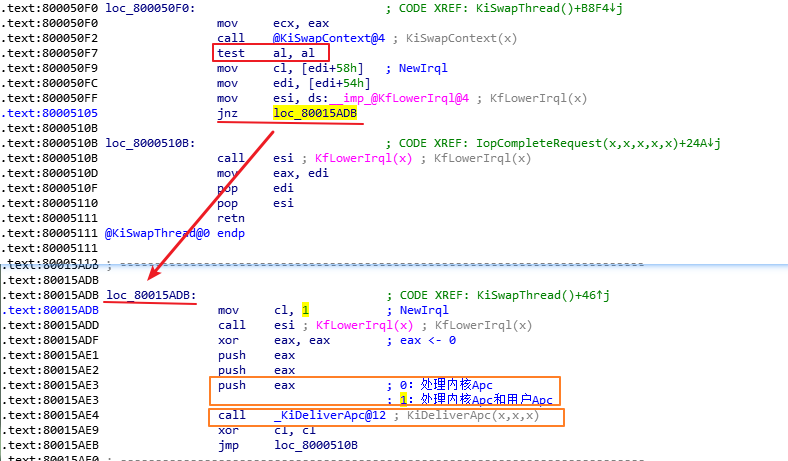 .text:800050F0 loc_800050F0: ; CODE XREF: KiSwapThread()+B8F4↓j
.text:800050F0 mov ecx, eax
.text:800050F2 call @KiSwapContext@4 ; KiSwapContext(x)
.text:800050F7 test al, al
.text:800050F9 mov cl, [edi+58h] ; NewIrql
.text:800050FC mov edi, [edi+54h]
.text:800050FF mov esi, ds:__imp_@KfLowerIrql@4 ; KfLowerIrql(x)
.text:80005105 jnz loc_80015ADB
.text:8000510B
.text:8000510B loc_8000510B: ; CODE XREF: IopCompleteRequest(x,x,x,x,x)+24A↓j
.text:8000510B call esi ; KfLowerIrql(x) ; KfLowerIrql(x)
.text:8000510D mov eax, edi
.text:8000510F pop edi
.text:80005110 pop esi
.text:80005111 retn
.text:80005111 @KiSwapThread@0 endp
.text:80005111
.text:80005112 ; ---------------------------------------------------------------------------
.text:80015ADB
.text:80015ADB
.text:80015ADB loc_80015ADB: ; CODE XREF: KiSwapThread()+46↑j
.text:80015ADB mov cl, 1 ; NewIrql
.text:80015ADD call esi ; KfLowerIrql(x) ; KfLowerIrql(x)
.text:80015ADF xor eax, eax ; eax <- 0
.text:80015AE1 push eax
.text:80015AE2 push eax
.text:80015AE3 push eax ; 0: 处理内核Apc
.text:80015AE3 ; 1: 处理内核Apc和用户Apc
.text:80015AE4 call _KiDeliverApc@12 ; KiDeliverApc(x,x,x)
.text:80015AE9 xor cl, cl
.text:80015AEB jmp loc_8000510B
.text:80015AF0 ; ---------------------------------------------------------------------------